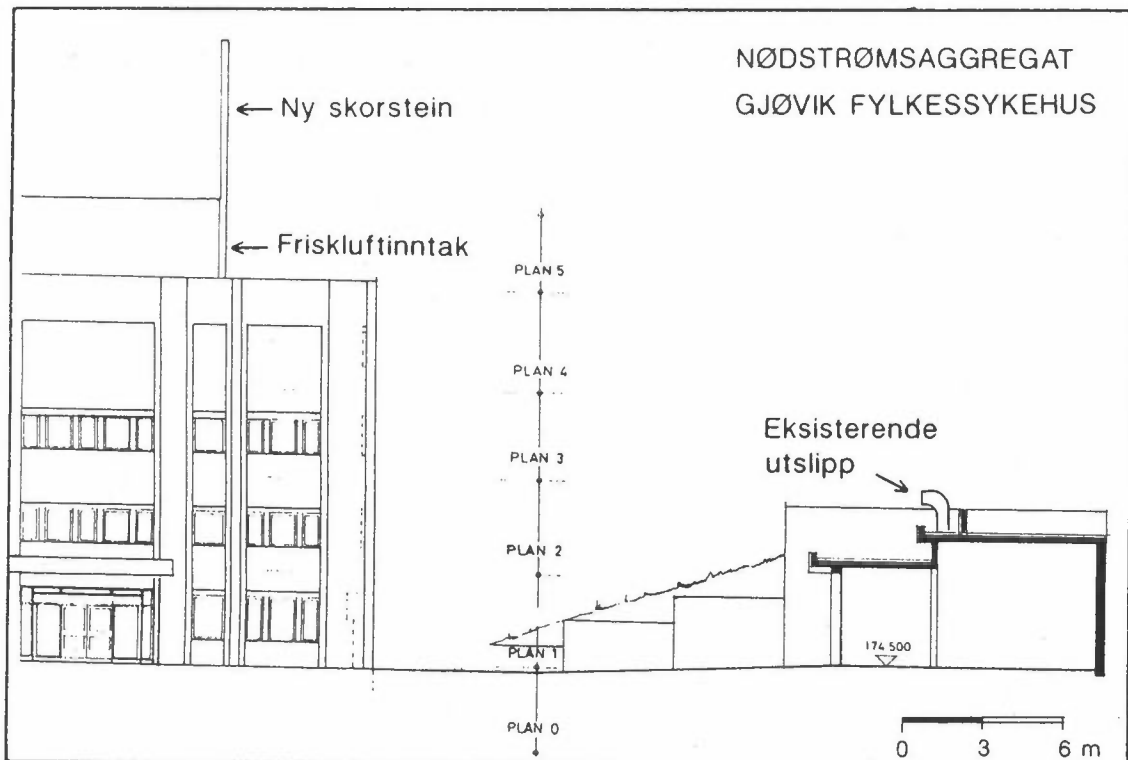 NØDSTRØMSAGGREGAT
GJØVIK FYLKESSYKEHUS
Ny skorstein
Friskluftinntak
PLAN 5
PLAN 4
PLAN 3
PLAN 2
PLAN 1
PLAN 0
Eksisterende
utslipp
174 500
0 3 6 m